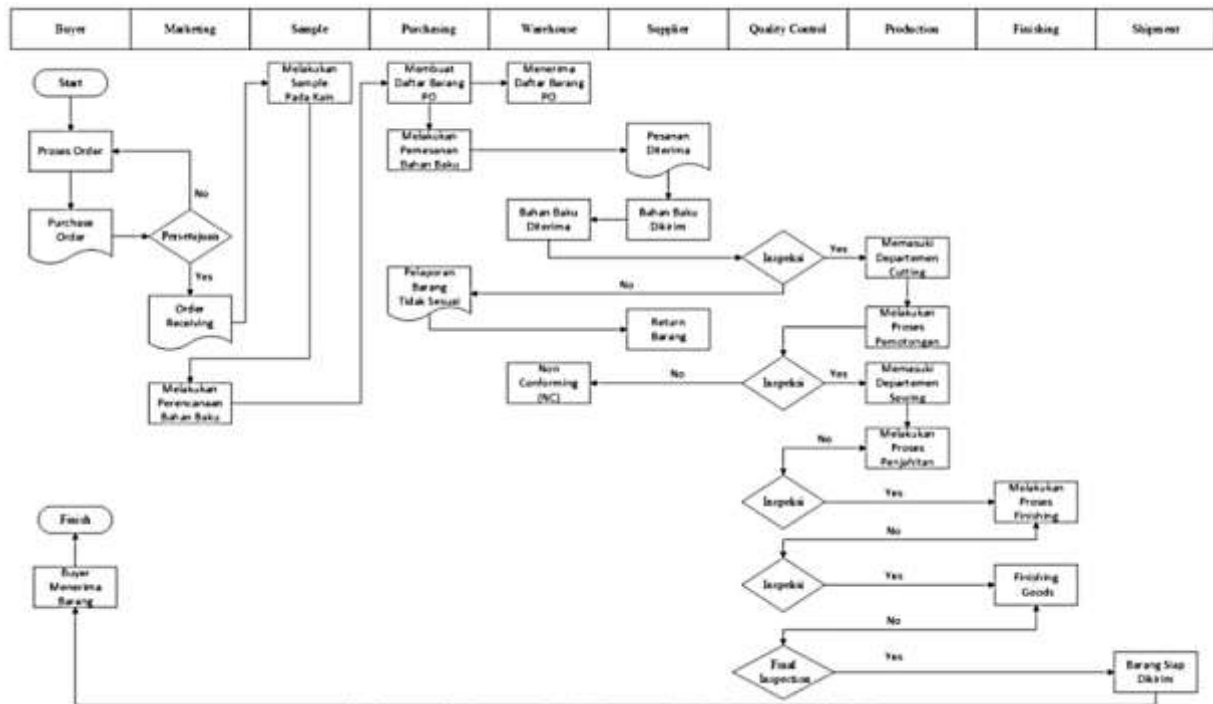 Buyer
Marketing
Sample
Purchasing
Warehouse
Supplier
Quality Control
Production
Finishing
Shipment
Start
Melakukan
Sample
Pada Kain
Membuat
Daftar Barang
PO
Menerima
Daftar Barang
PO
Proses Order
Melakukan
Pemesanan
Bahan Baku
Pesanan
Diterima
No
Purchase
Order
Persetujuan
Bahan Baku
Diterima
Bahan Baku
Dikirim
Yes
Inspeksi
Yes
Memasuki
Departemen
Cutting
Order
Receiving
Pelaporan
Barang
Tidak Sesuai
No
Return
Barang
Melakukan
Proses
Pemotongan
Melakukan
Perencanaan
Bahan Baku
Non
Conforming
(NC)
No
Inspeksi
Yes
Memasuki
Departemen
Sewing
No
Melakukan
Proses
Penjahitan
Inspeksi
Yes
Melakukan
Proses
Finishing
Finish
No
Buyer
Menerima
Barang
Inspeksi
Yes
Finishing
Goods
No
Final
Inspection
Yes
Barang Siap
Dikirim